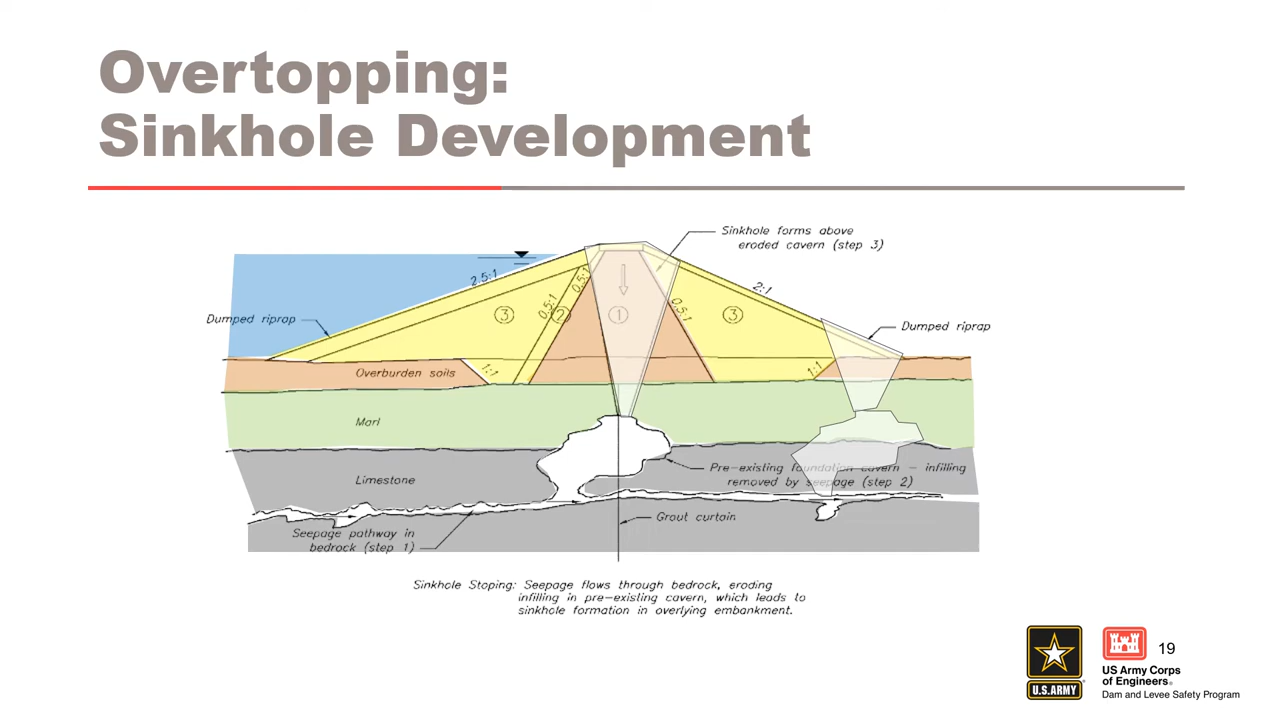 Overtopping:
Sinkhole Development
Sinkhole forms above
eroded cavern (step 3)
2.5:1
0.5:1
0.5:1
2:1
0.5:1
3
2
1
3
Dumped riprap
Dumped riprap
1:1
1:1
Overburden soils
Marl
Limestone
Pre-existing foundation cavern – infilling
removed by seepage (step 2)
Grout curtain
Seepage pathway in
bedrock (step 1)
Sinkhole Stoping: Seepage flows through bedrock, eroding
infilling in pre-existing cavern, which leads to
sinkhole formation in overlying embankment.
U.S.ARMY
19
US Army Corps
of Engineers®
Dam and Levee Safety Program